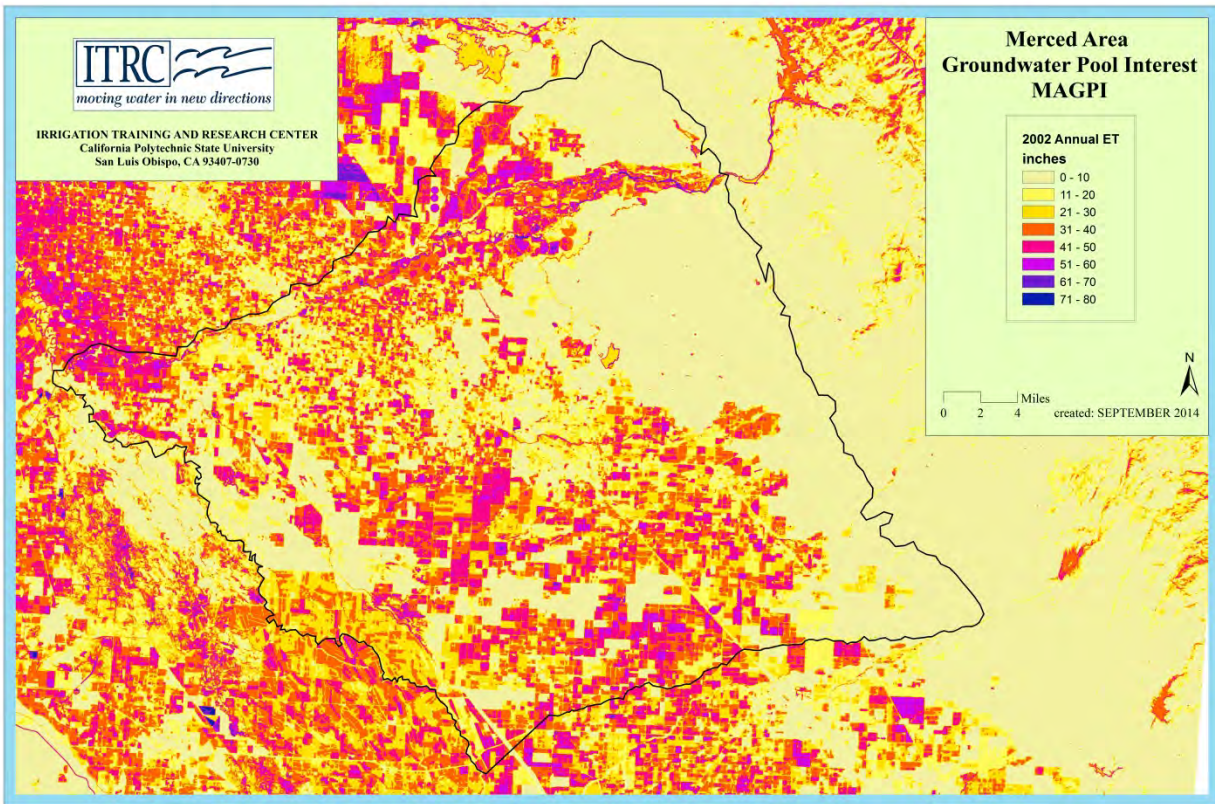 ITRC
moving water in new directions
IRRIGATION TRAINING AND RESEARCH CENTER
California Polytechnic State University
San Luis Obispo, CA 93407-0730
Merced Area
Groundwater Pool Interest
MAGPI
2002 Annual ET
inches
0 - 10
11 - 20
21 - 30
31 - 40
41 - 50
51 - 60
61 - 70
71 - 80
N
Miles
0 2 4
created: SEPTEMBER 2014